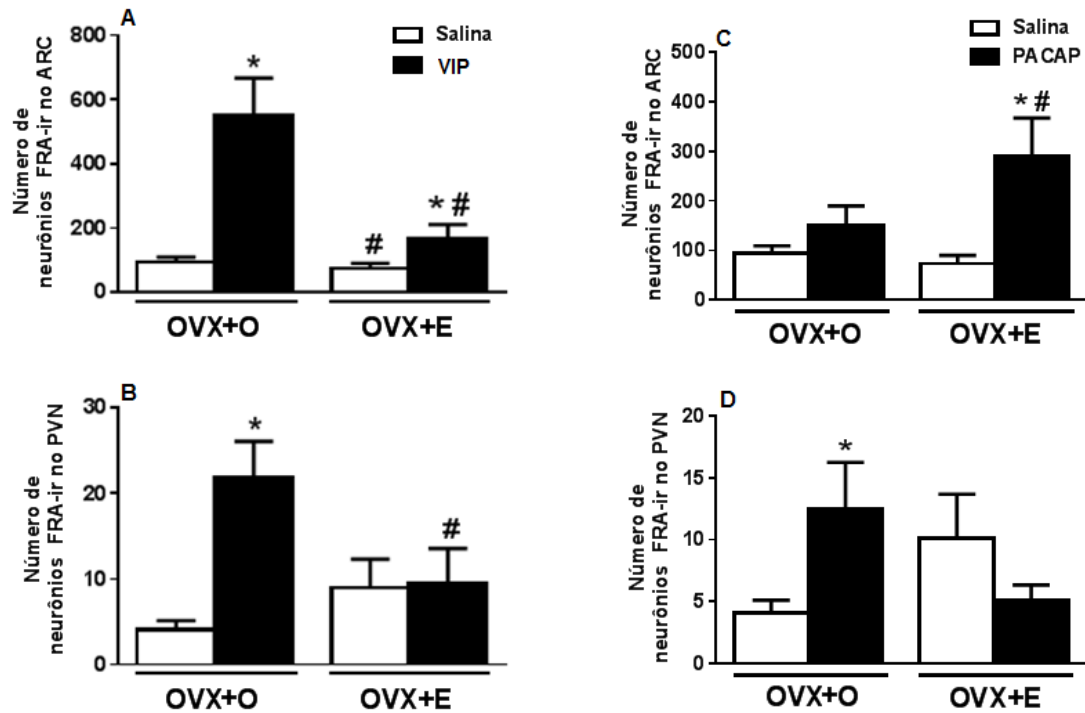 A
Salina
VIP
Número de
neurônios FRA-ir no ARC
800
600
400
200
0
*
#
* #
OVX+O
OVX+E
C
Salina
PACAP
Número de
neurônios FRA-ir no ARC
500
400
300
200
100
0
* #
OVX+O
OVX+E
B
Número de
neurônios FRA-ir no PVN
30
20
10
0
*
#
OVX+O
OVX+E
D
Número de
neurônios FRA-ir no PVN
20
15
10
5
0
*
OVX+O
OVX+E